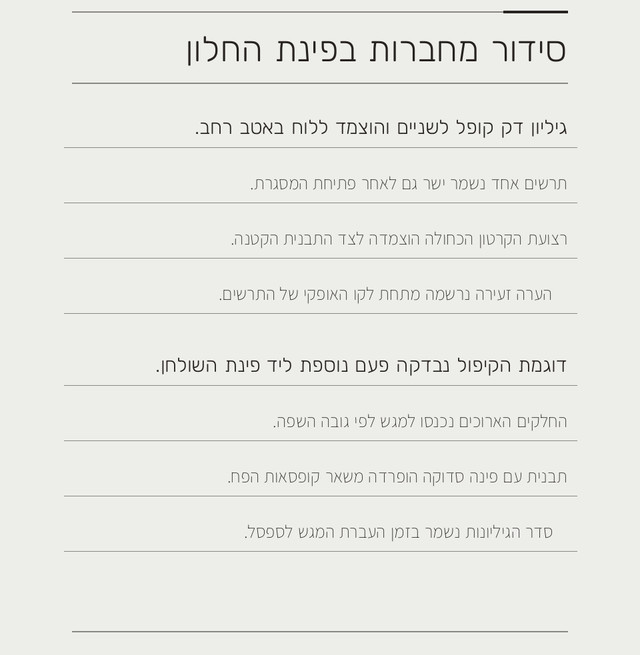 סידור מחברות בפינת החלון
גיליון דק קופל לשניים והוצמד ללוח באטב רחב.
תרשים אחד נשמר ישר גם לאחר פתיחת המסגרת.
רצועת הקרטון הכחולה הוצמדה לצד התבנית הקטנה.
הערה זעירה נרשמה מתחת לקו האופקי של התרשים.
דוגמת הקיפול נבדקה פעם נוספת ליד פינת השולחן.
החלקים הארוכים נכנסו למגש לפי גובה השפה.
תבנית עם פינה סדוקה הופרדה משאר קופסאות הפח.
סדר הגיליונות נשמר בזמן העברת המגש לספסל.